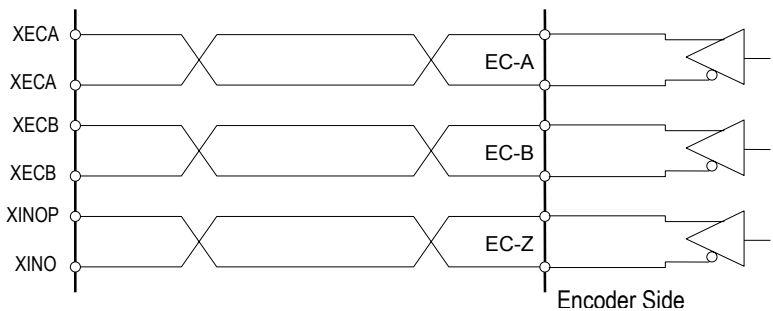 XECA
XECA
EC-A
XECB
XECB
EC-B
XINOP
XINO
EC-Z
Encoder Side